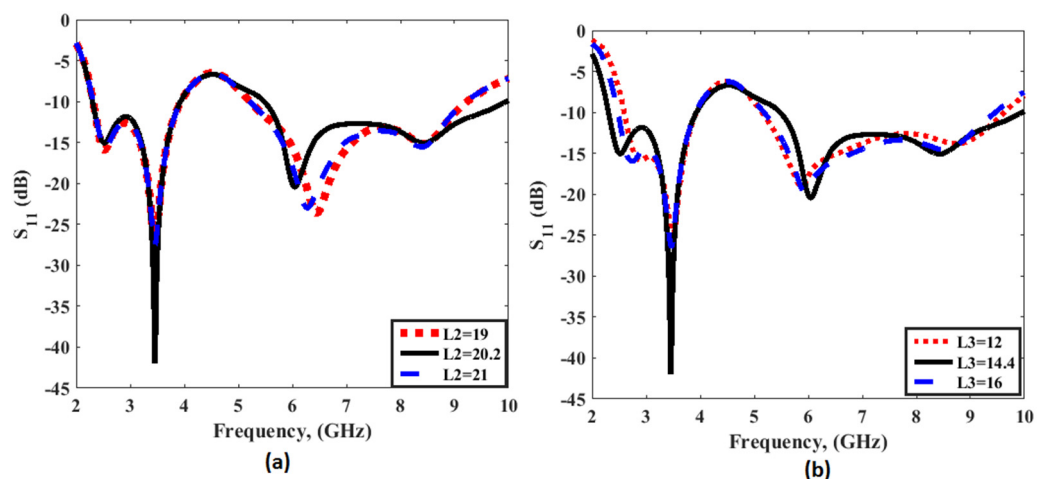 0
-5
-10
-15
-20
-25
-30
-35
-40
-45
S11 (dB)
2 3 4 5 6 7 8 9 10
Frequency, (GHz)
L2=19
L2=20.2
L2=21
(a)
0
-5
-10
-15
-20
-25
-30
-35
-40
-45
S11 (dB)
2 3 4 5 6 7 8 9 10
Frequency, (GHz)
L3=12
L3=14.4
L3=16
(b)